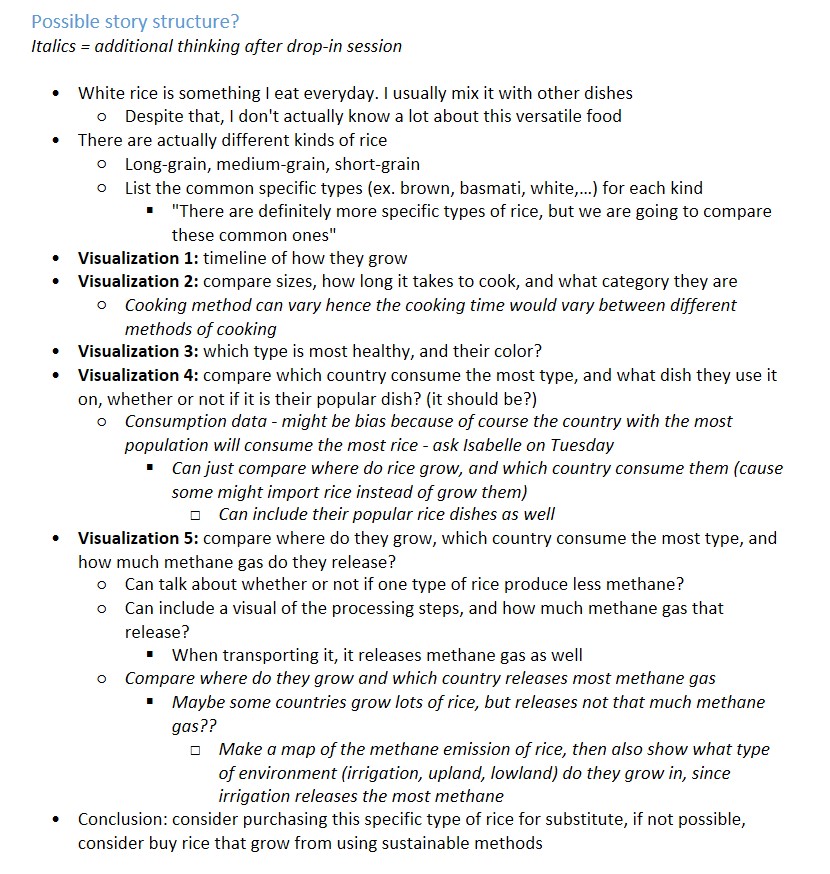 Possible story structure?
Italics = additional thinking after drop-in session
• White rice is something I eat everyday. I usually mix it with other dishes
○ Despite that, I don't actually know a lot about this versatile food
• There are actually different kinds of rice
○ Long-grain, medium-grain, short-grain
○ List the common specific types (ex. brown, basmati, white,...) for each kind
▪ "There are definitely more specific types of rice, but we are going to compare
these common ones"
• Visualization 1: timeline of how they grow
• Visualization 2: compare sizes, how long it takes to cook, and what category they are
○ Cooking method can vary hence the cooking time would vary between different
methods of cooking
• Visualization 3: which type is most healthy, and their color?
• Visualization 4: compare which country consume the most type, and what dish they use it
on, whether or not if it is their popular dish? (it should be?)
○ Consumption data - might be bias because of course the country with the most
population will consume the most rice - ask Isabelle on Tuesday
▪ Can just compare where do rice grow, and which country consume them (cause
some might import rice instead of grow them)
□ Can include their popular rice dishes as well
• Visualization 5: compare where do they grow, which country consume the most type, and
how much methane gas do they release?
○ Can talk about whether or not if one type of rice produce less methane?
○ Can include a visual of the processing steps, and how much methane gas that
release?
▪ When transporting it, it releases methane gas as well
○ Compare where do they grow and which country releases most methane gas
▪ Maybe some countries grow lots of rice, but releases not that much methane
gas??
□ Make a map of the methane emission of rice, then also show what type
of environment (irrigation, upland, lowland) do they grow in, since
irrigation releases the most methane
• Conclusion: consider purchasing this specific type of rice for substitute, if not possible,
consider buy rice that grow from using sustainable methods